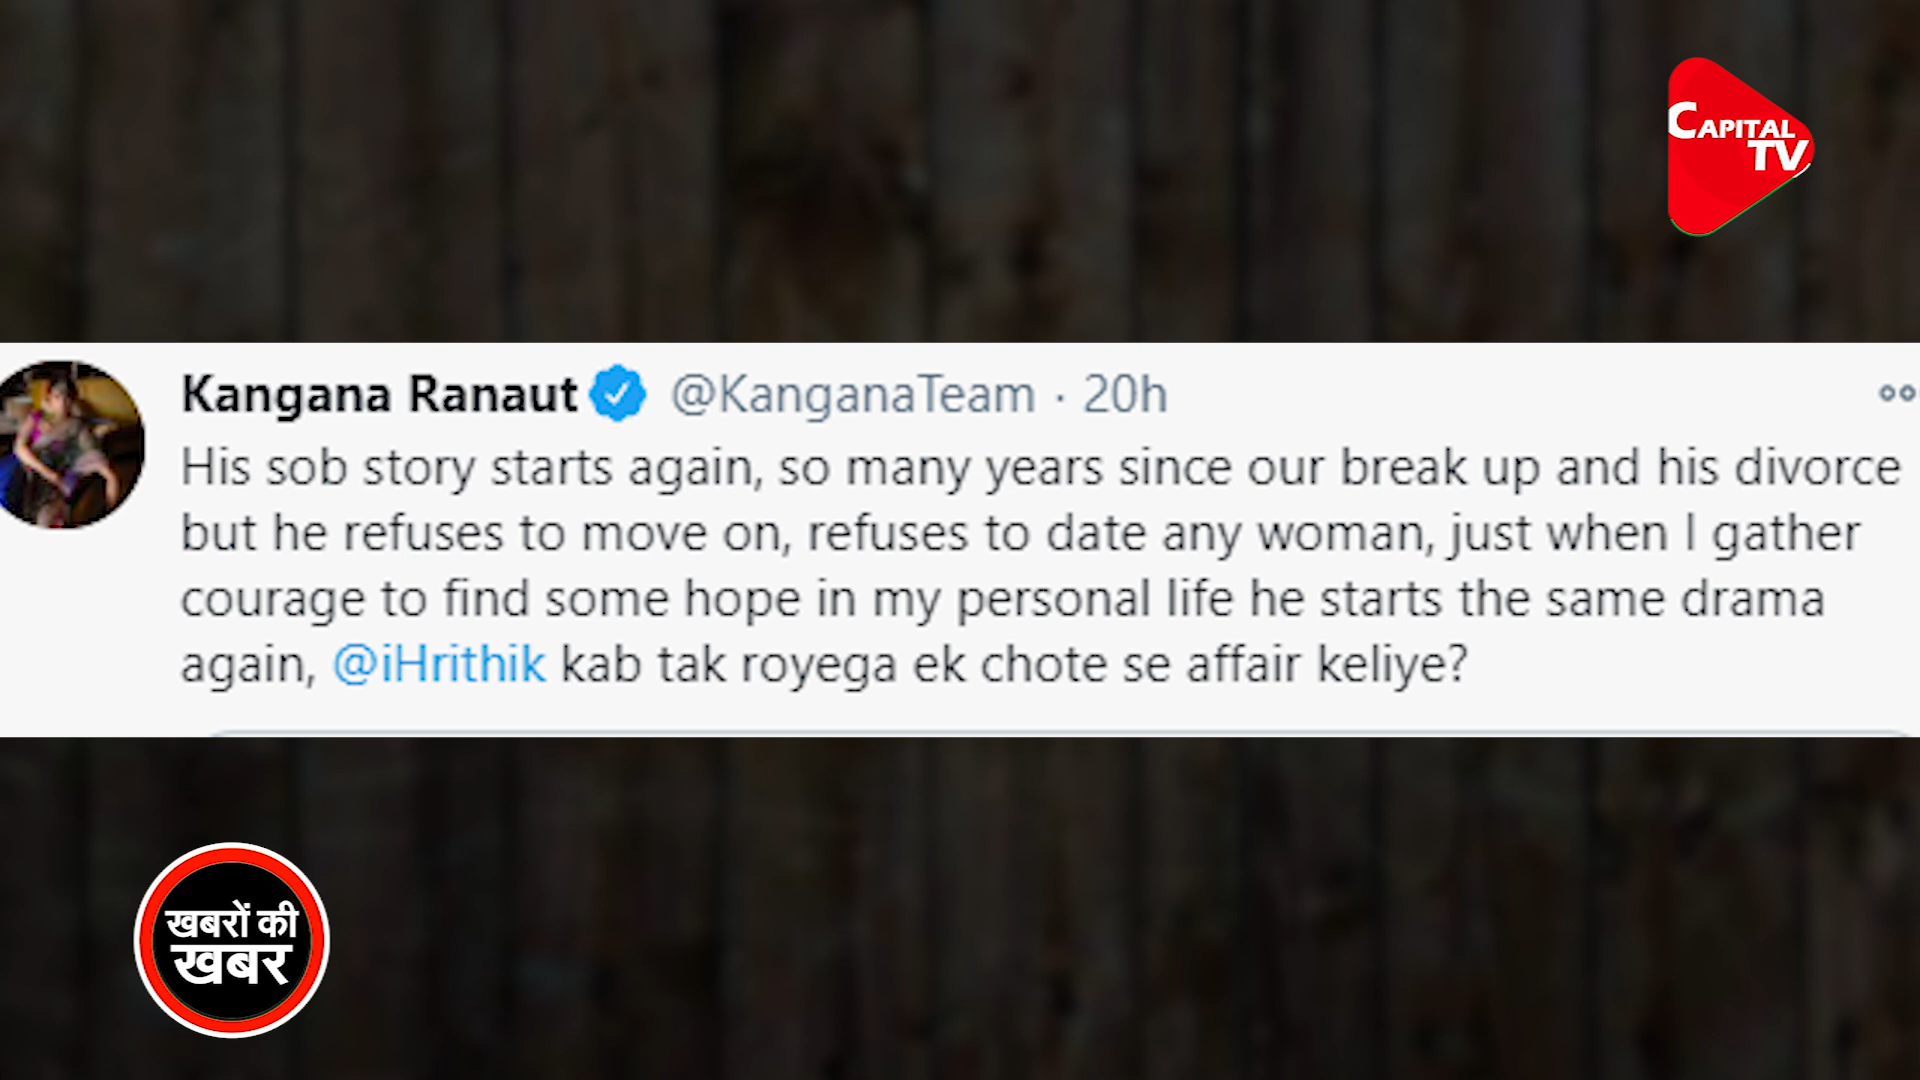 CAPITAL
TV
Kangana Ranaut @KanganaTeam · 20h
His sob story starts again, so many years since our break up and his divorce
but he refuses to move on, refuses to date any woman, just when I gather
courage to find some hope in my personal life he starts the same drama
again, @iHrithik kab tak royega ek chote se affair keliye?
खबरों की
खबर